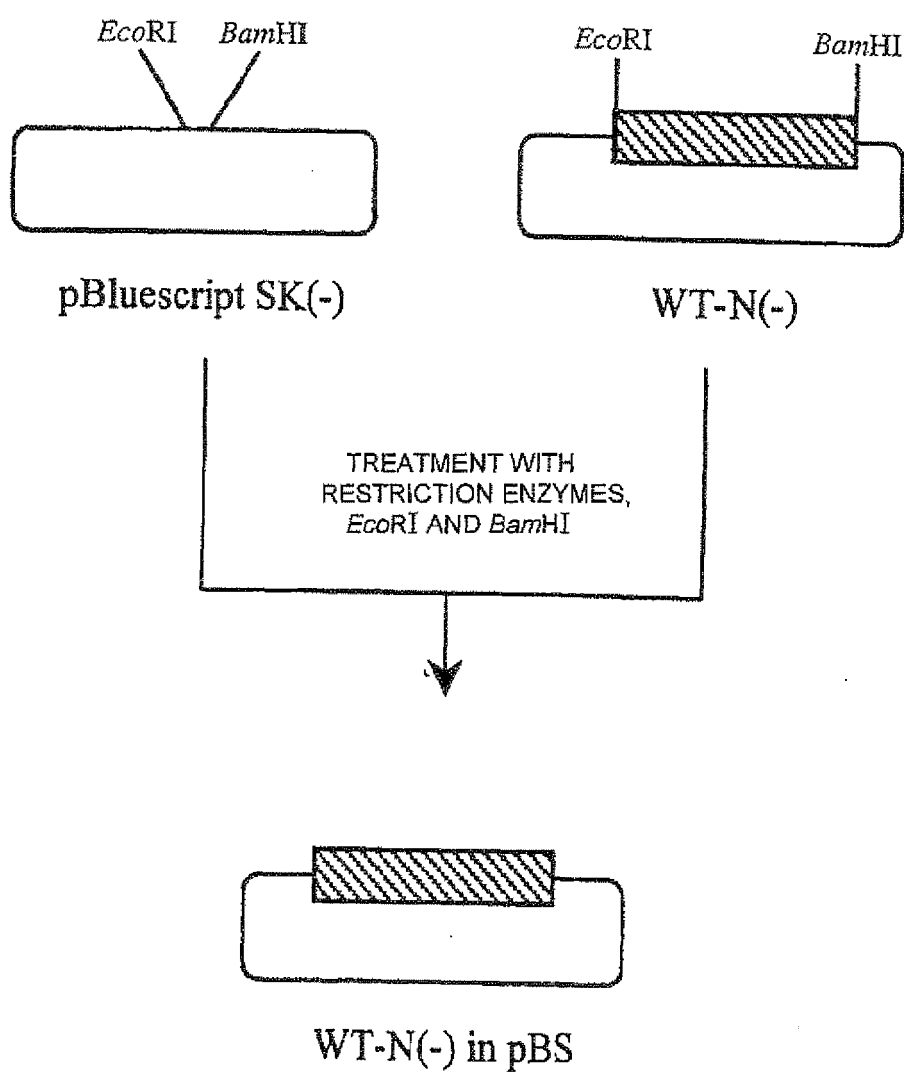 EcoRI BamHI
EcoRI BamHI
pBluescript SK(-)
WT-N(-)
TREATMENT WITH
RESTRICTION ENZYMES,
EcoRI AND BamHI
WT-N(-) in pBS